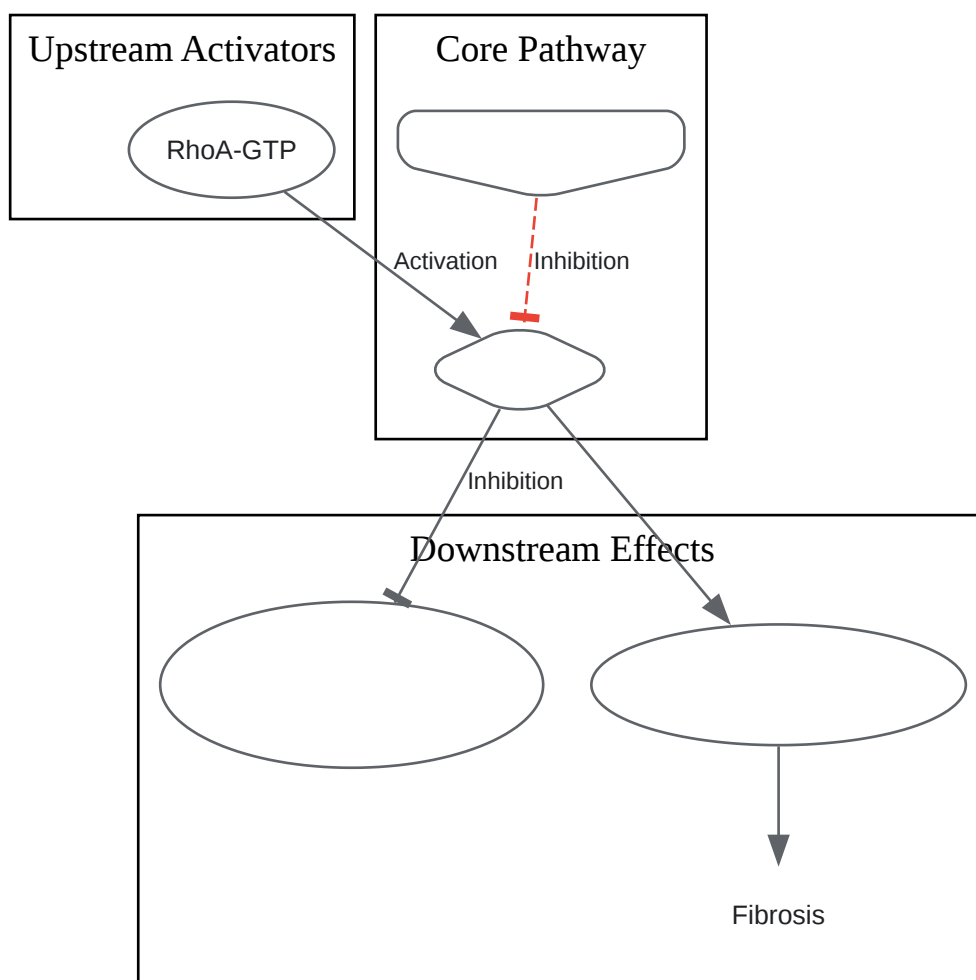 Upstream Activators
Core Pathway
RhoA-GTP
Activation
Inhibition
Inhibition
Downstream Effects
Fibrosis